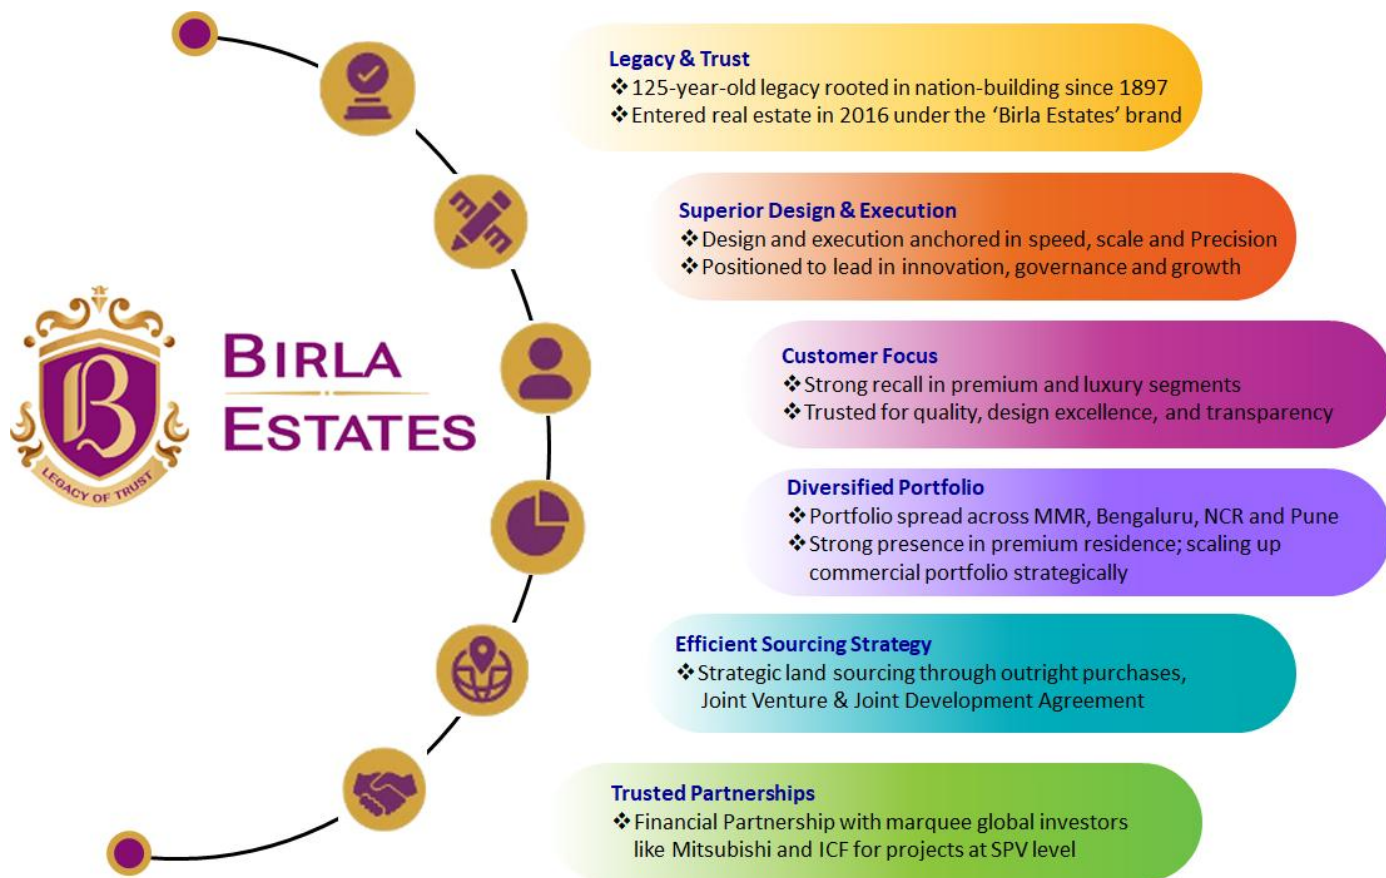 BIRLA
ESTATES
B
LEGACY OF TRUST
Legacy & Trust
❖125-year-old legacy rooted in nation-building since 1897
❖Entered real estate in 2016 under the ‘Birla Estates’ brand
Superior Design & Execution
❖Design and execution anchored in speed, scale and Precision
❖Positioned to lead in innovation, governance and growth
Customer Focus
❖Strong recall in premium and luxury segments
❖Trusted for quality, design excellence, and transparency
Diversified Portfolio
❖Portfolio spread across MMR, Bengaluru, NCR and Pune
❖Strong presence in premium residence; scaling up
commercial portfolio strategically
Efficient Sourcing Strategy
❖Strategic land sourcing through outright purchases,
Joint Venture & Joint Development Agreement
Trusted Partnerships
❖Financial Partnership with marquee global investors
like Mitsubishi and ICF for projects at SPV level